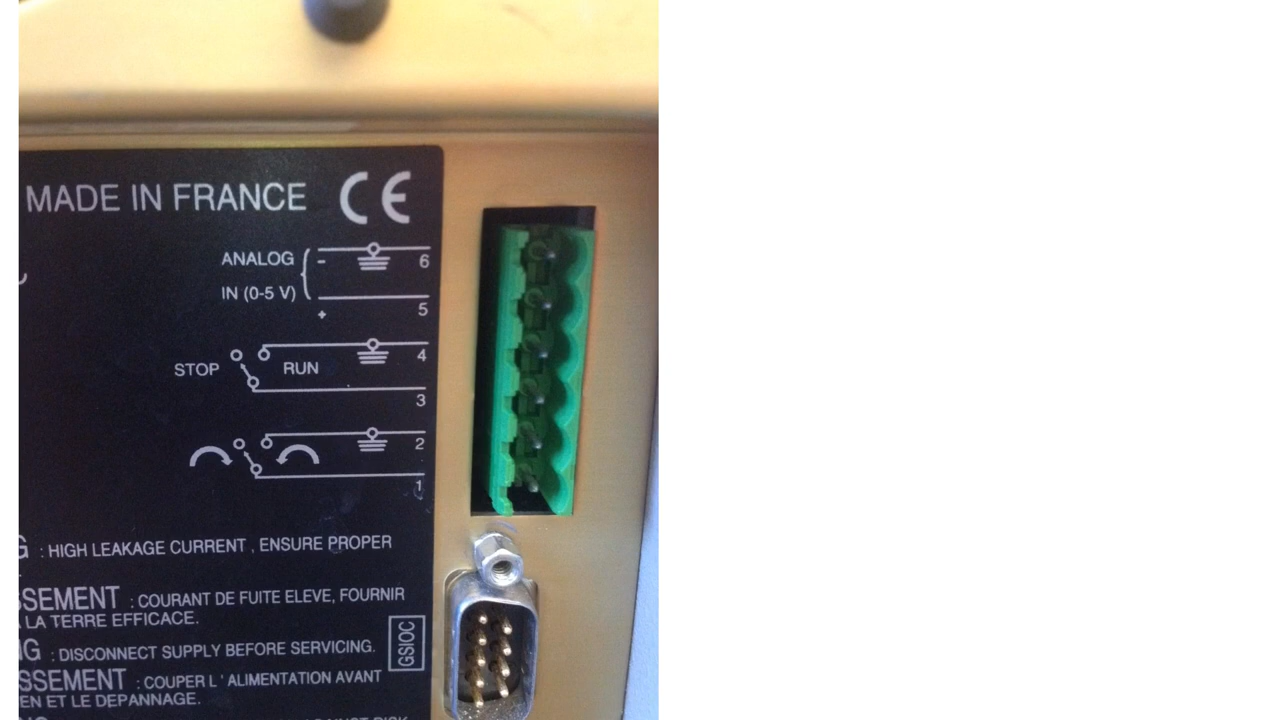 MADE IN FRANCE CE
ANALOG
IN (0-5 V)
-
+
6
5
STOP RUN
4
3
2
1
G : HIGH LEAKAGE CURRENT , ENSURE PROPER
SSEMENT : COURANT DE FUITE ELEVE, FOURNIR
LA TERRE EFFICACE.
NG : DISCONNECT SUPPLY BEFORE SERVICING.
GSIOC
SSEMENT : COUPER L ' ALIMENTATION AVANT
EN ET LE DEPANNAGE.